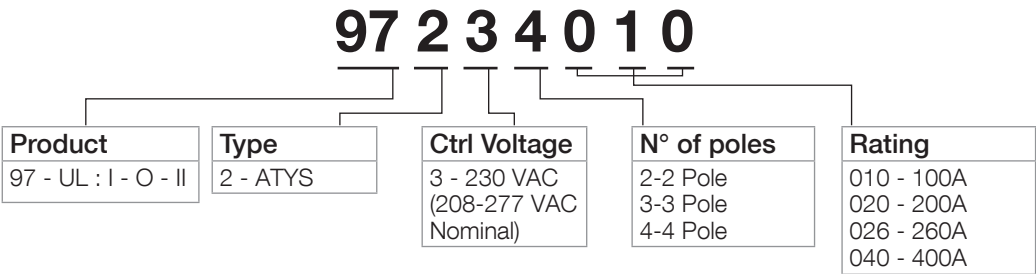 97 2 3 4 0 1 0
Product
97 - UL : I - O - II
Type
2 - ATYS
Ctrl Voltage
3 - 230 VAC
(208-277 VAC
Nominal)
N° of poles
2-2 Pole
3-3 Pole
4-4 Pole
Rating
010 - 100A
020 - 200A
026 - 260A
040 - 400A